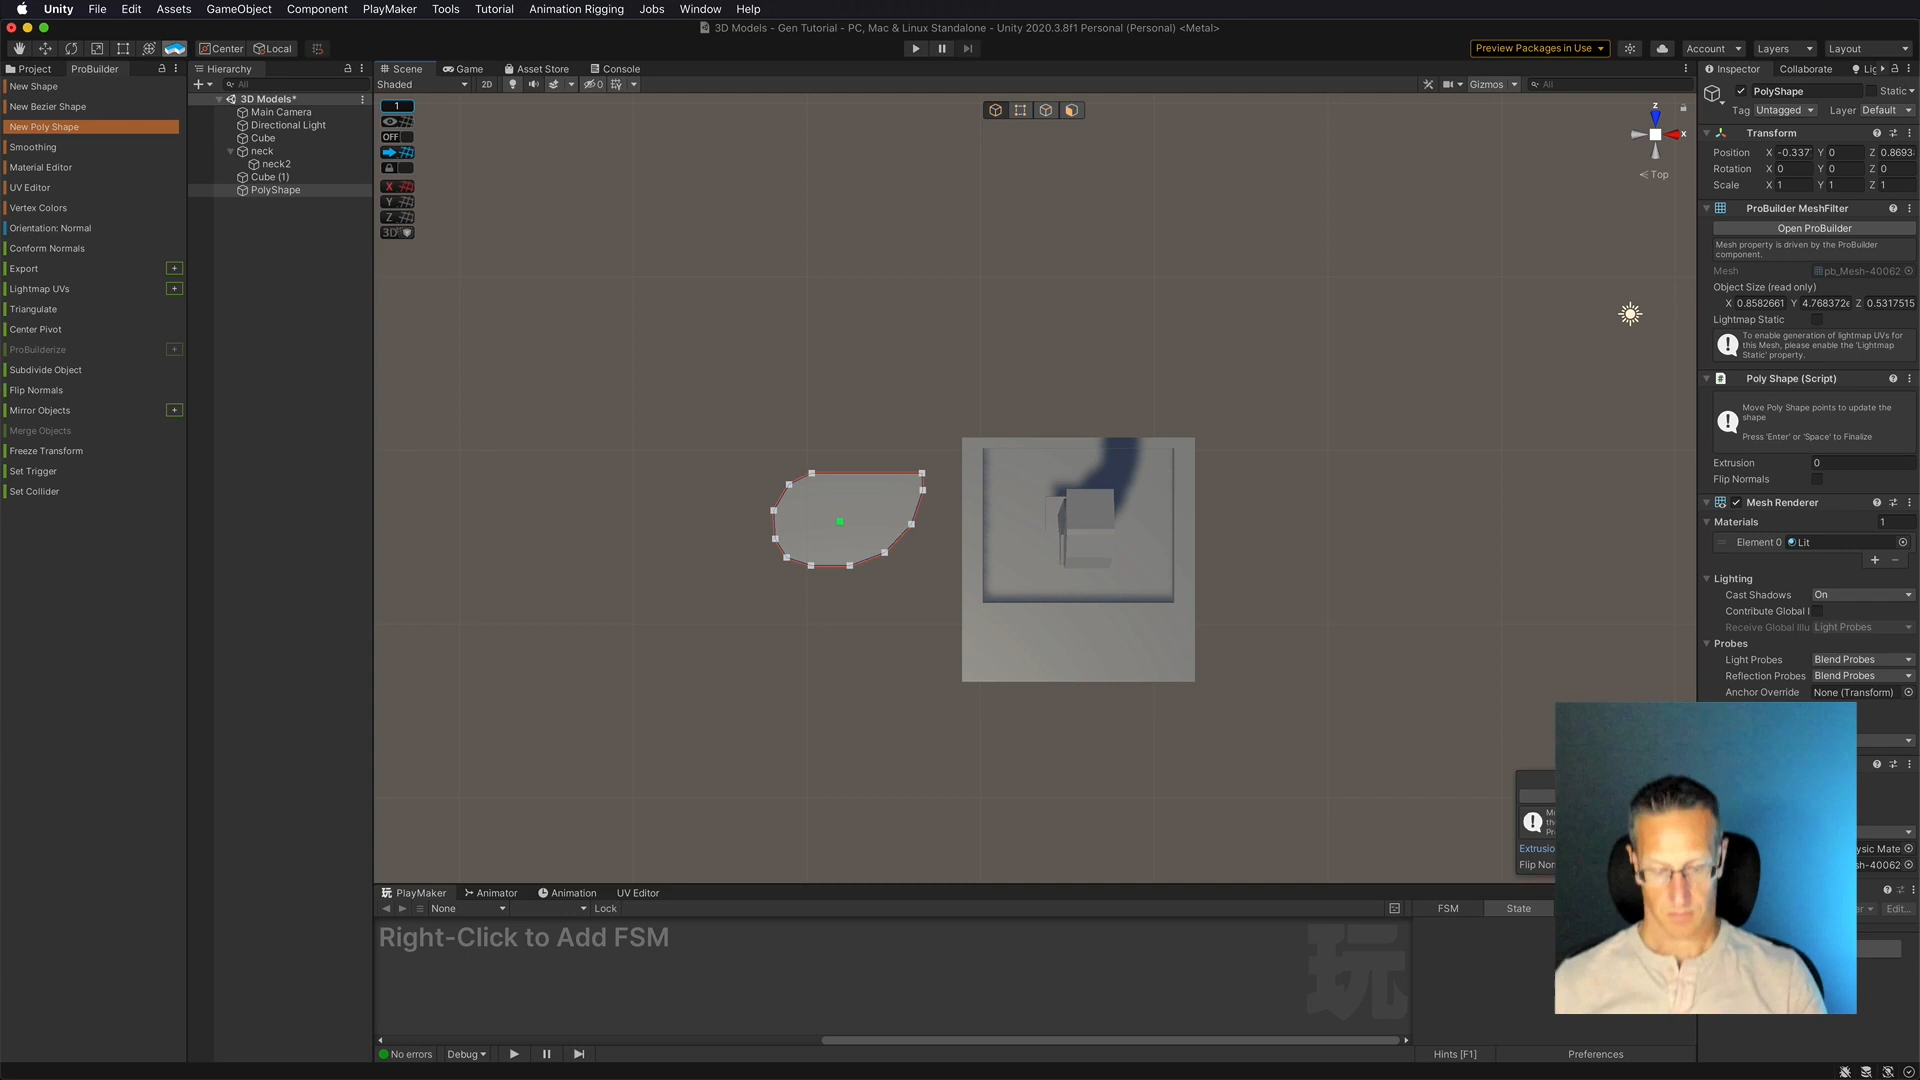 Unity File Edit Assets GameObject Component PlayMaker Tools Tutorial Animation Rigging Jobs Window Help
3D Models - Gen Tutorial - PC, Mac & Linux Standalone - Unity 2020.3.8f1 Personal (Personal) <Metal>
Center Local Preview Packages in Use Account Layers Layout
Project ProBuilder
New Shape
New Bezier Shape
New Poly Shape
Smoothing
Material Editor
UV Editor
Vertex Colors
Orientation: Normal
Conform Normals
Export
Lightmap UVs
Triangulate
Center Pivot
ProBuilderize
Subdivide Object
Flip Normals
Mirror Objects
Merge Objects
Freeze Transform
Set Trigger
Set Collider
Hierarchy
All
3D Models*
Main Camera
Directional Light
Cube
neck
neck2
Cube (1)
PolyShape
Scene Game Asset Store Console
Shaded 2D 0 Gizmos All
1
OFF
X
Y
Z
3D
z
x
Top
Inspector Collaborate Lig
PolyShape Static
Tag Untagged Layer Default
Transform
Position X -0.337 Y 0 Z 0.8693
Rotation X 0 Y 0 Z 0
Scale X 1 Y 1 Z 1
ProBuilder MeshFilter
Open ProBuilder
Mesh property is driven by the ProBuilder
component.
Mesh pb_Mesh-40062
Object Size (read only)
X 0.8582661 Y 4.768372e Z 0.5317515
Lightmap Static
To enable generation of lightmap UVs for
this Mesh, please enable the 'Lightmap
Static' property.
Poly Shape (Script)
Move Poly Shape points to update the
shape
Press 'Enter' or 'Space' to Finalize
Extrusion 0
Flip Normals
Mesh Renderer
Materials 1
Element 0 Lit
Lighting
Cast Shadows On
Contribute Global I
Receive Global Illu Light Probes
Probes
Light Probes Blend Probes
Reflection Probes Blend Probes
Anchor Override None (Transform)
Extrusio
Flip Nor
ysic Mate
sh-40062
Edit...
PlayMaker Animator Animation UV Editor
None Lock FSM State
Right-Click to Add FSM
玩
No errors Debug Hints [F1] Preferences